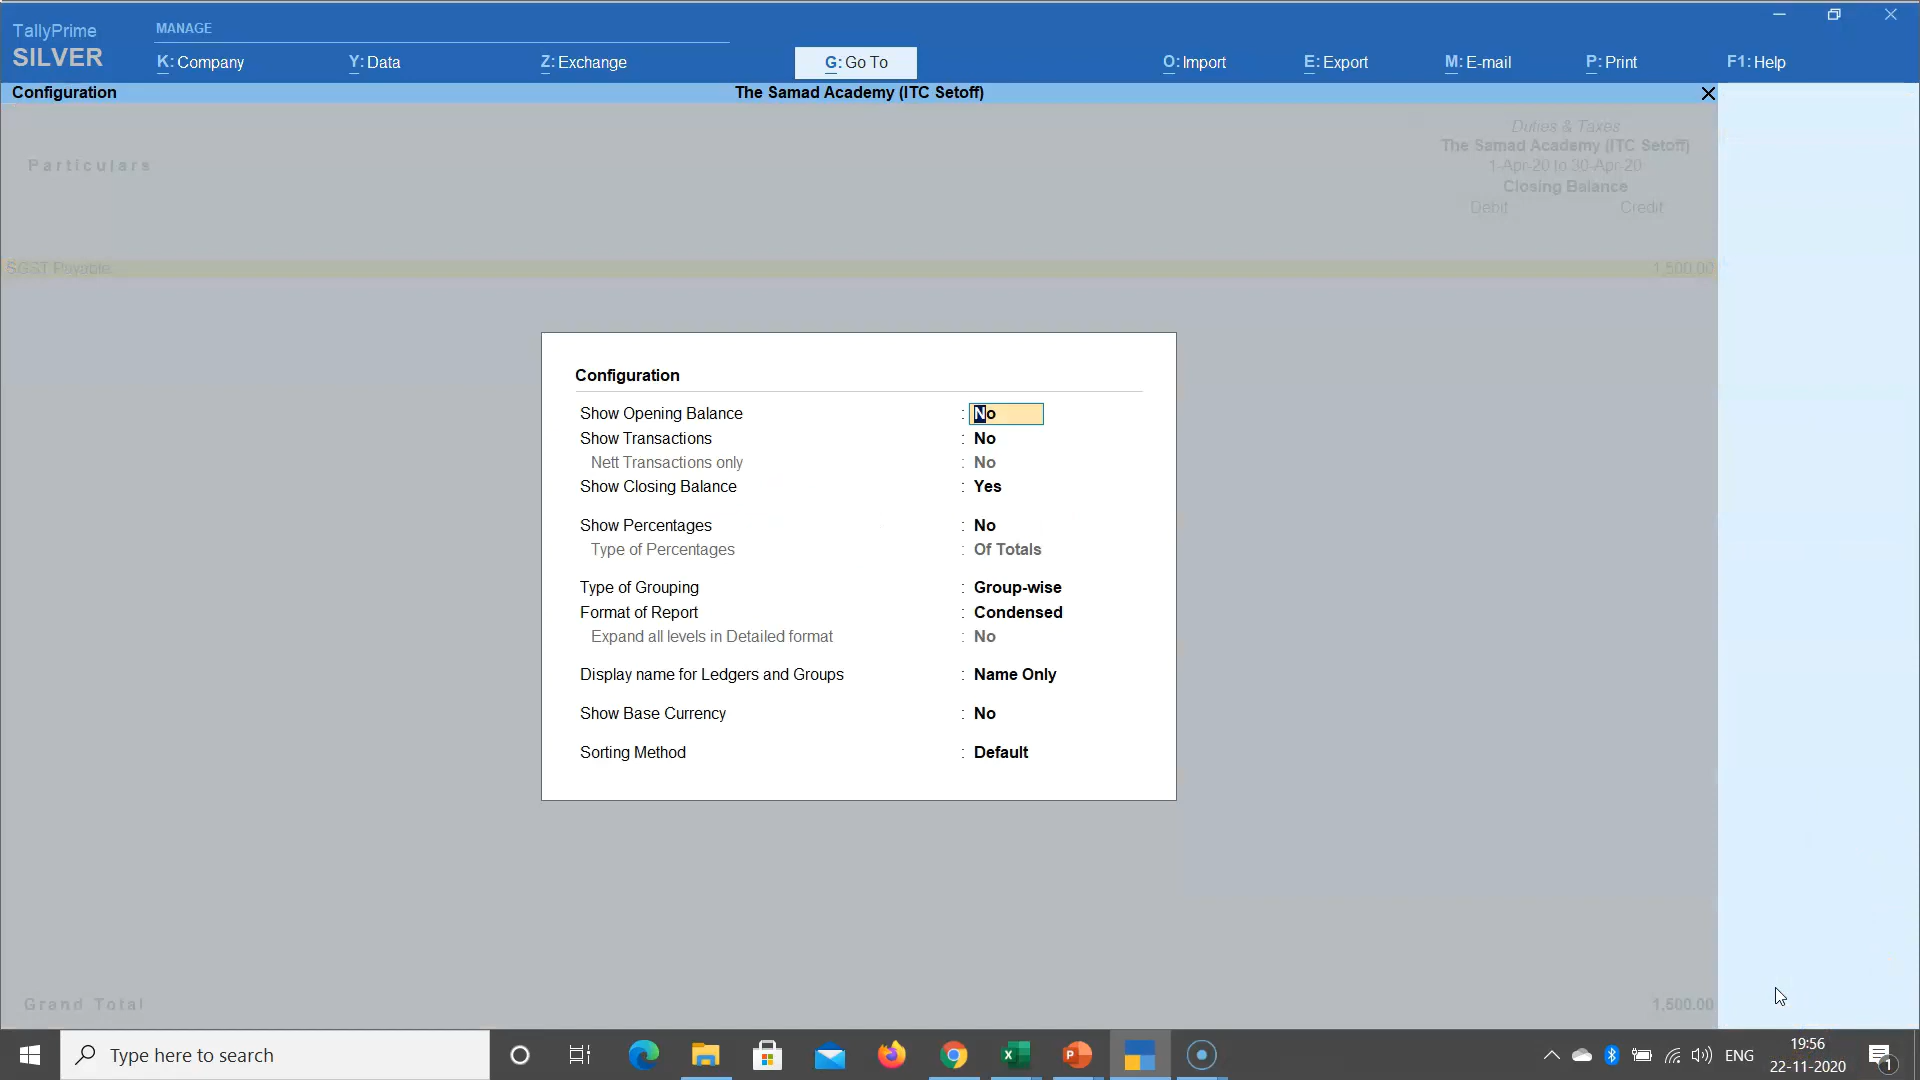 TallyPrime
SILVER
MANAGE
K: Company
Y: Data
Z: Exchange
G: Go To
O: Import
E: Export
M: E-mail
P: Print
F1: Help
Configuration
The Samad Academy (ITC Setoff)
Particulars
Duties & Taxes
The Samad Academy (ITC Setoff)
1-Apr-20 to 30-Apr-20
Closing Balance
Debit Credit
SGST Payable 1,500.00
Configuration
Show Opening Balance : No
Show Transactions : No
Nett Transactions only : No
Show Closing Balance : Yes
Show Percentages : No
Type of Percentages : Of Totals
Type of Grouping : Group-wise
Format of Report : Condensed
Expand all levels in Detailed format : No
Display name for Ledgers and Groups : Name Only
Show Base Currency : No
Sorting Method : Default
Grand Total 1,500.00
Type here to search
ENG
19:56
22-11-2020
1